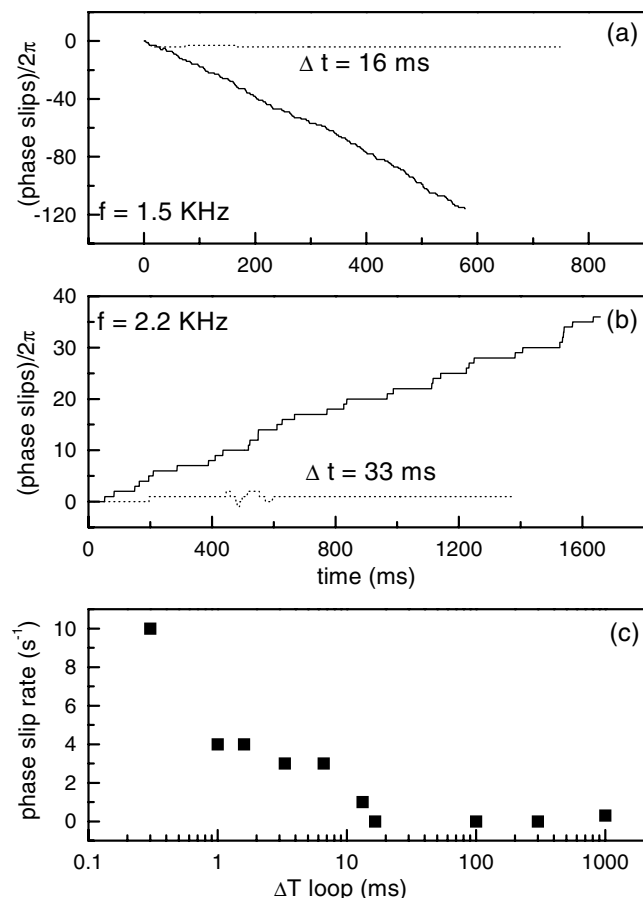 (a)
0
-40
-80
-120
(phase slips)/2π
Δ t = 16 ms
f = 1.5 KHz
0 200 400 600 800
(b)
40
30
20
10
0
(phase slips)/2π
f = 2.2 KHz
Δ t = 33 ms
0 400 800 1200 1600
time (ms)
(c)
10
8
6
4
2
0
phase slip rate (s⁻¹)
0.1 1 10 100 1000
ΔT loop (ms)